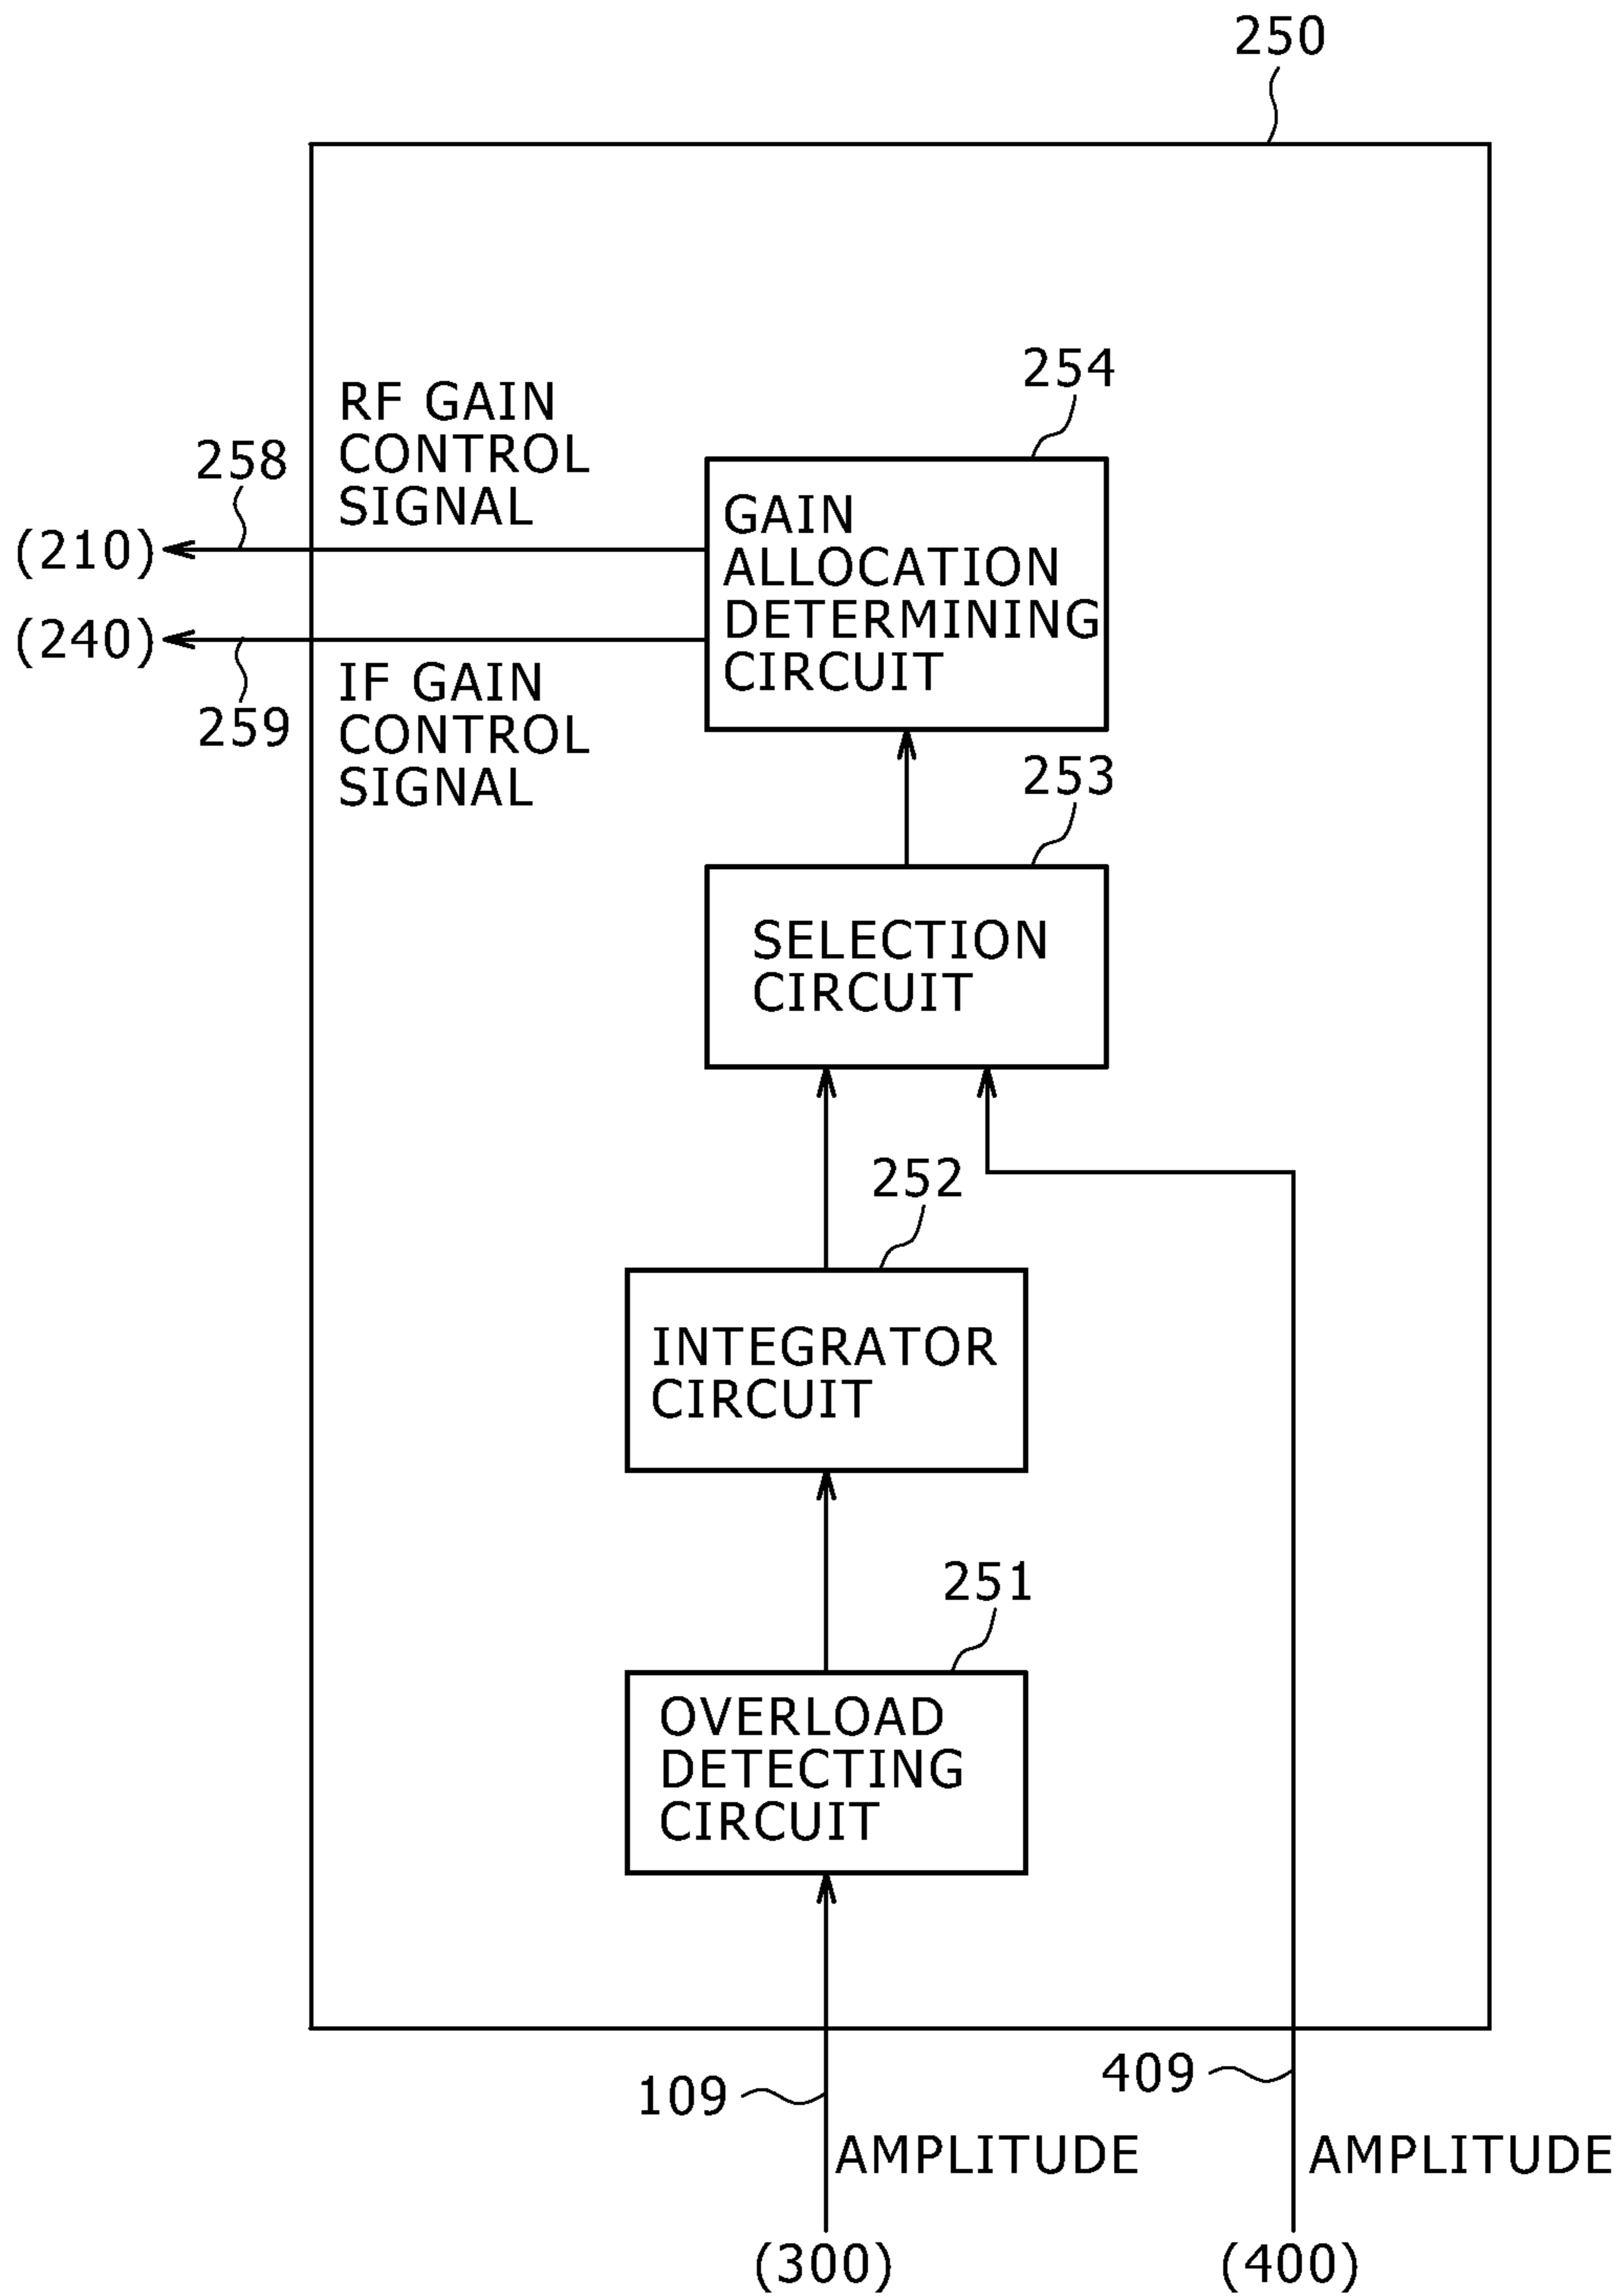 250
254
RF GAIN
CONTROL
SIGNAL
258
(210)
(240)
259
IF GAIN
CONTROL
SIGNAL
GAIN
ALLOCATION
DETERMINING
CIRCUIT
253
SELECTION
CIRCUIT
252
INTEGRATOR
CIRCUIT
251
OVERLOAD
DETECTING
CIRCUIT
109
AMPLITUDE
(300)
409
AMPLITUDE
(400)